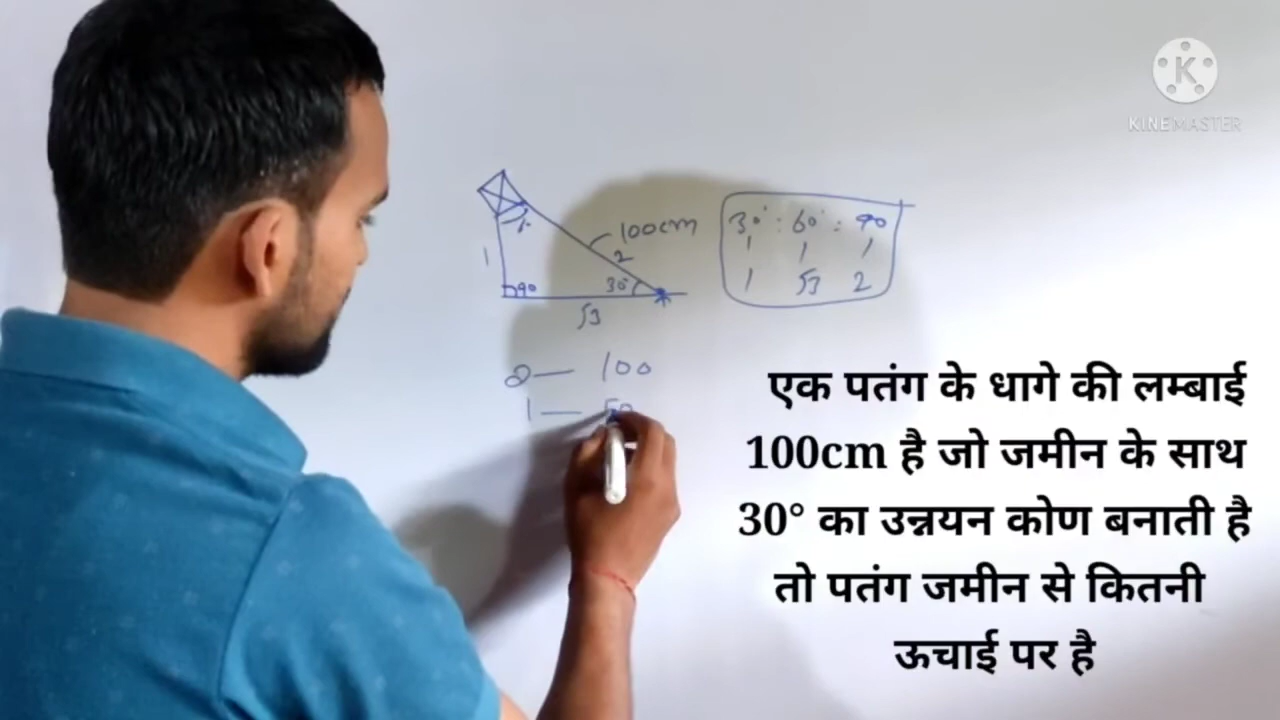 KINEMASTER
100cm
2
1
90
30°
√3
30° : 60° : 90
1 √3 2
2 — 100
1 — 50
एक पतंग के धागे की लम्बाई
100cm है जो जमीन के साथ
30° का उन्नयन कोण बनाती है
तो पतंग जमीन से कितनी
ऊचाई पर है